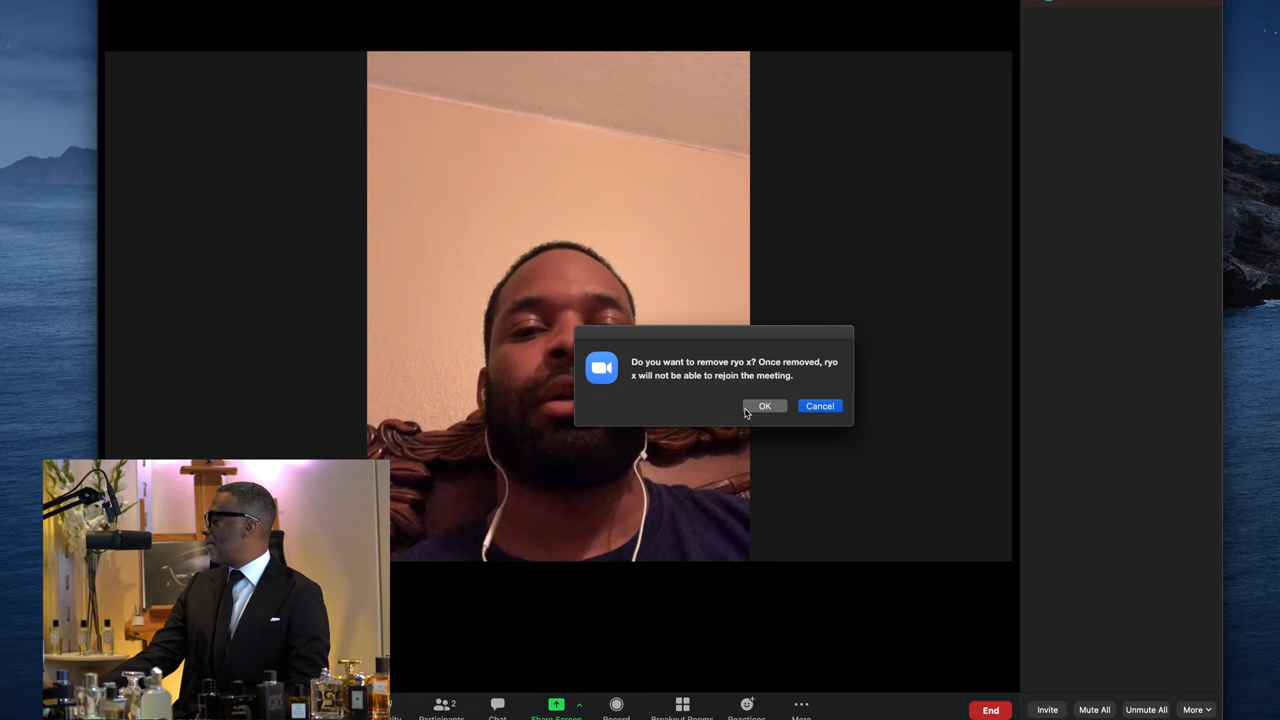 Do you want to remove ryo x? Once removed, ryo
x will not be able to rejoin the meeting.
OK
Cancel
2
Participants
Chat
Share Screen
Record
Breakout Rooms
Reactions
More
End
Invite
Mute All
Unmute All
More